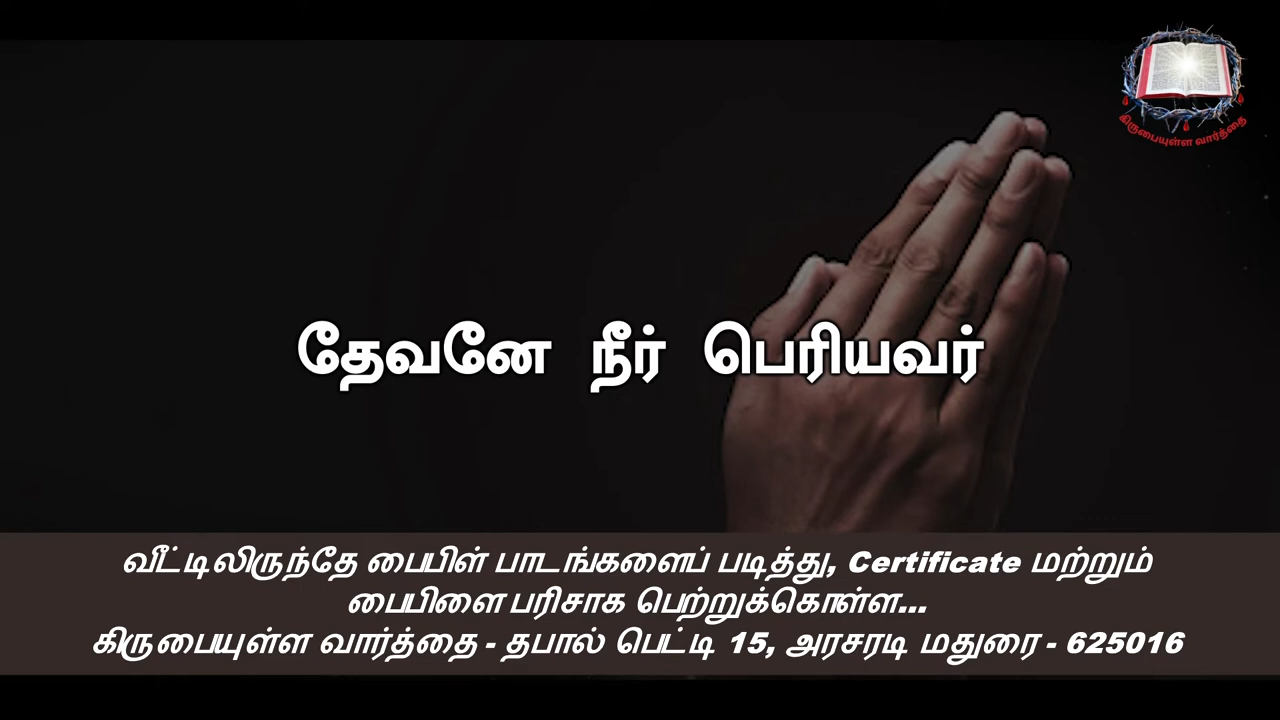 கிருபையுள்ள வார்த்தை
தேவனே நீர் பெரியவர்
வீட்டிலிருந்தே பைபிள் பாடங்களைப் படித்து, Certificate மற்றும்
பைபிளை பரிசாக பெற்றுக்கொள்ள...
கிருபையுள்ள வார்த்தை - தபால் பெட்டி 15, அரசரடி மதுரை - 625016